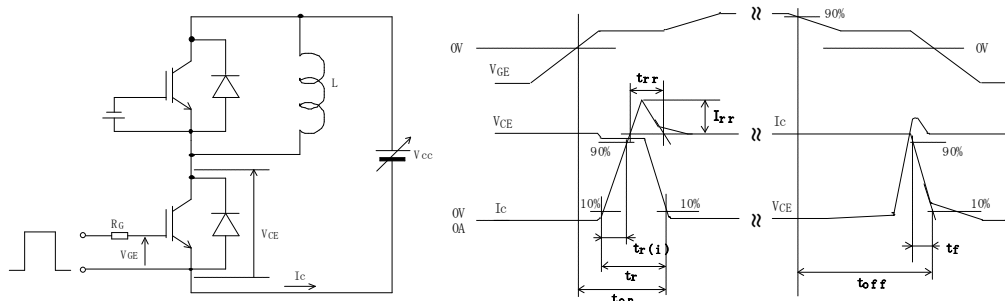 L
Vcc
RG
VGE
VCE
Ic
0V
VGE
90%
0V
trr
Irr
VCE
Ic
90%
90%
Ic
10%
10%
VCE
10%
0V
0A
tr(i)
tr
ton
tf
toff